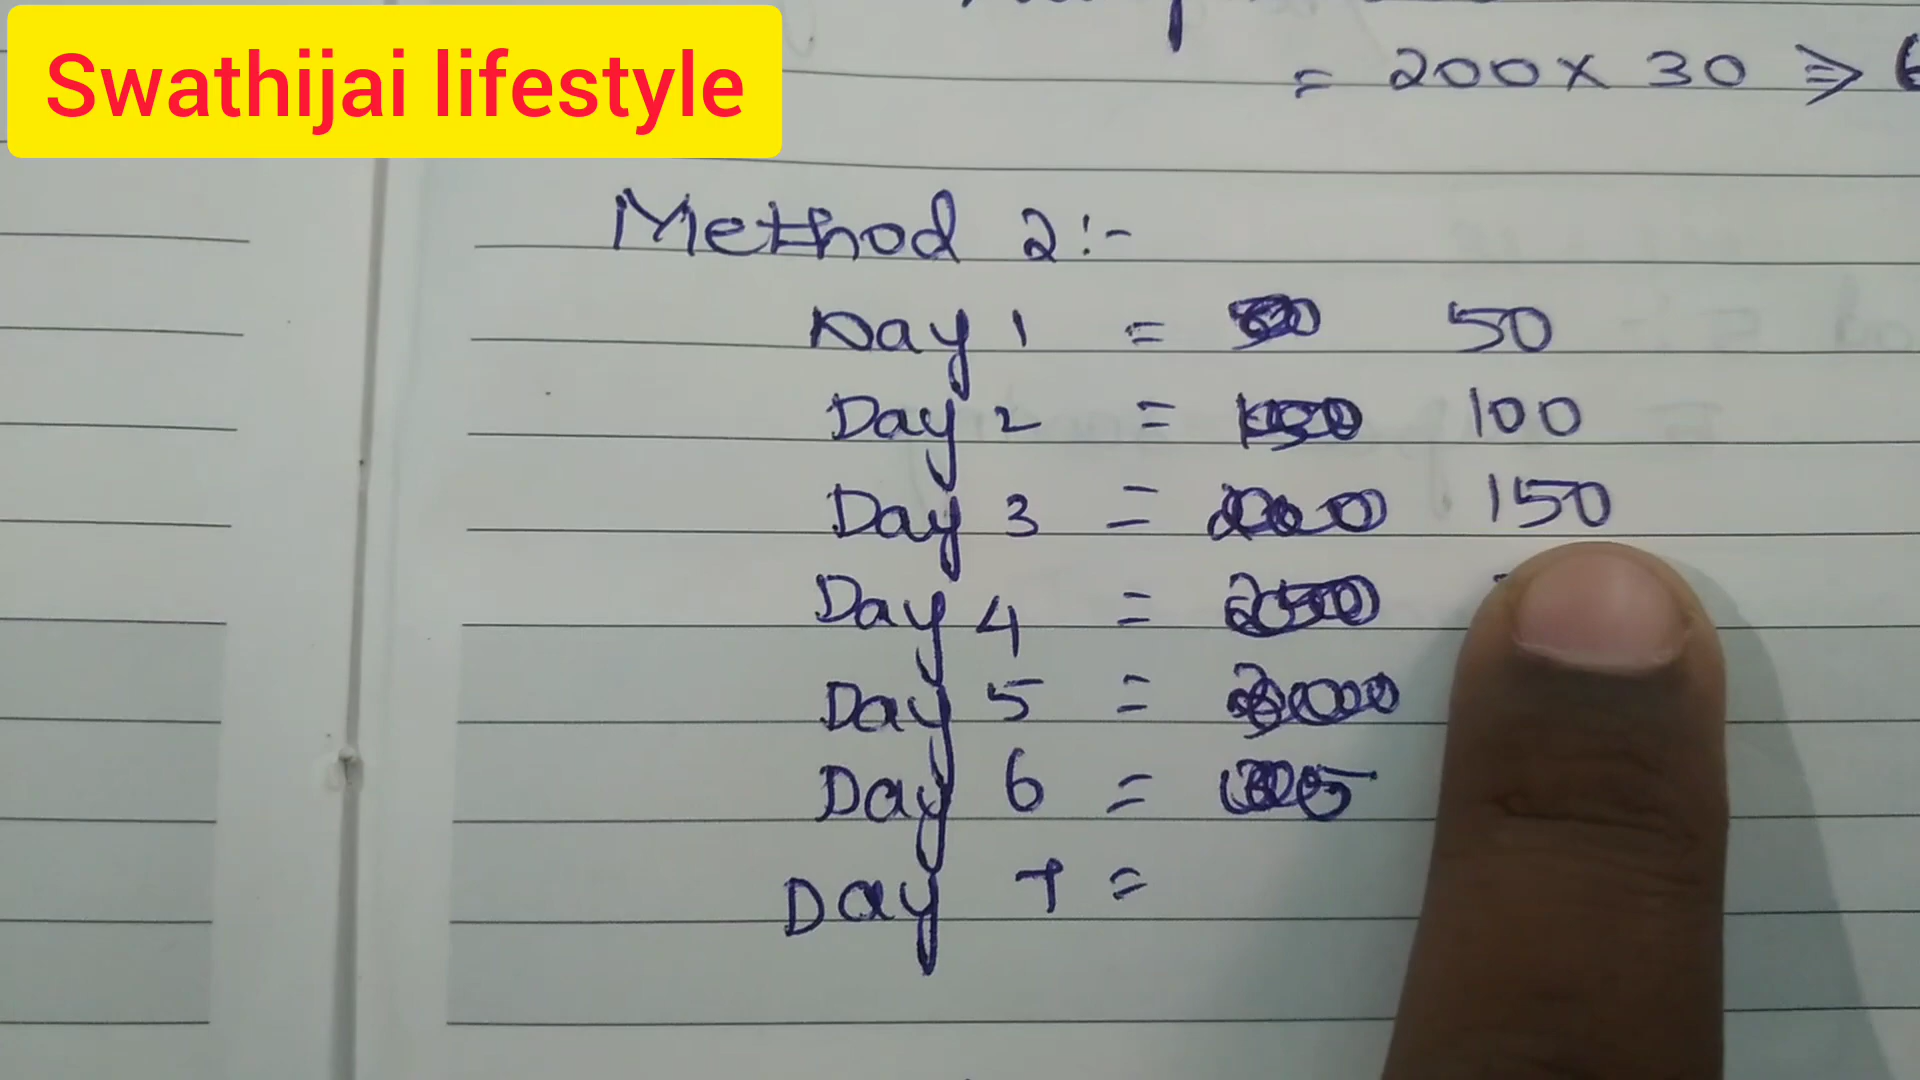 Swathijai lifestyle
= 200 x 30 ⇒
Method 2:-
Day 1 = 50
Day 2 = 100
Day 3 = 150
Day 4 =
Day 5 =
Day 6 =
Day 7 =